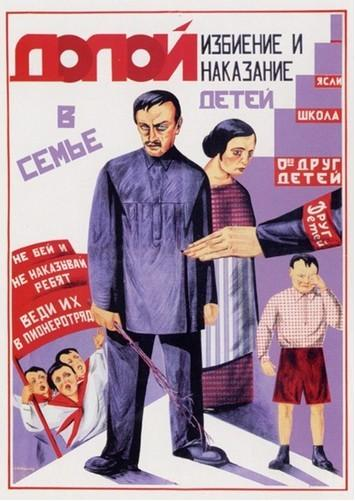 ДОЛОЙ ИЗБИЕНИЕ И
НАКАЗАНИЕ
ДЕТЕЙ
В
СЕМЬЕ
ЯСЛИ
ШКОЛА
О-ВО ДРУГ
ДЕТЕЙ
Друг
Детей
НЕ БЕЙ И
НЕ НАКАЗЫВАЙ
РЕБЯТ
ВЕДИ ИХ
В ПИОНЕРОТРЯД